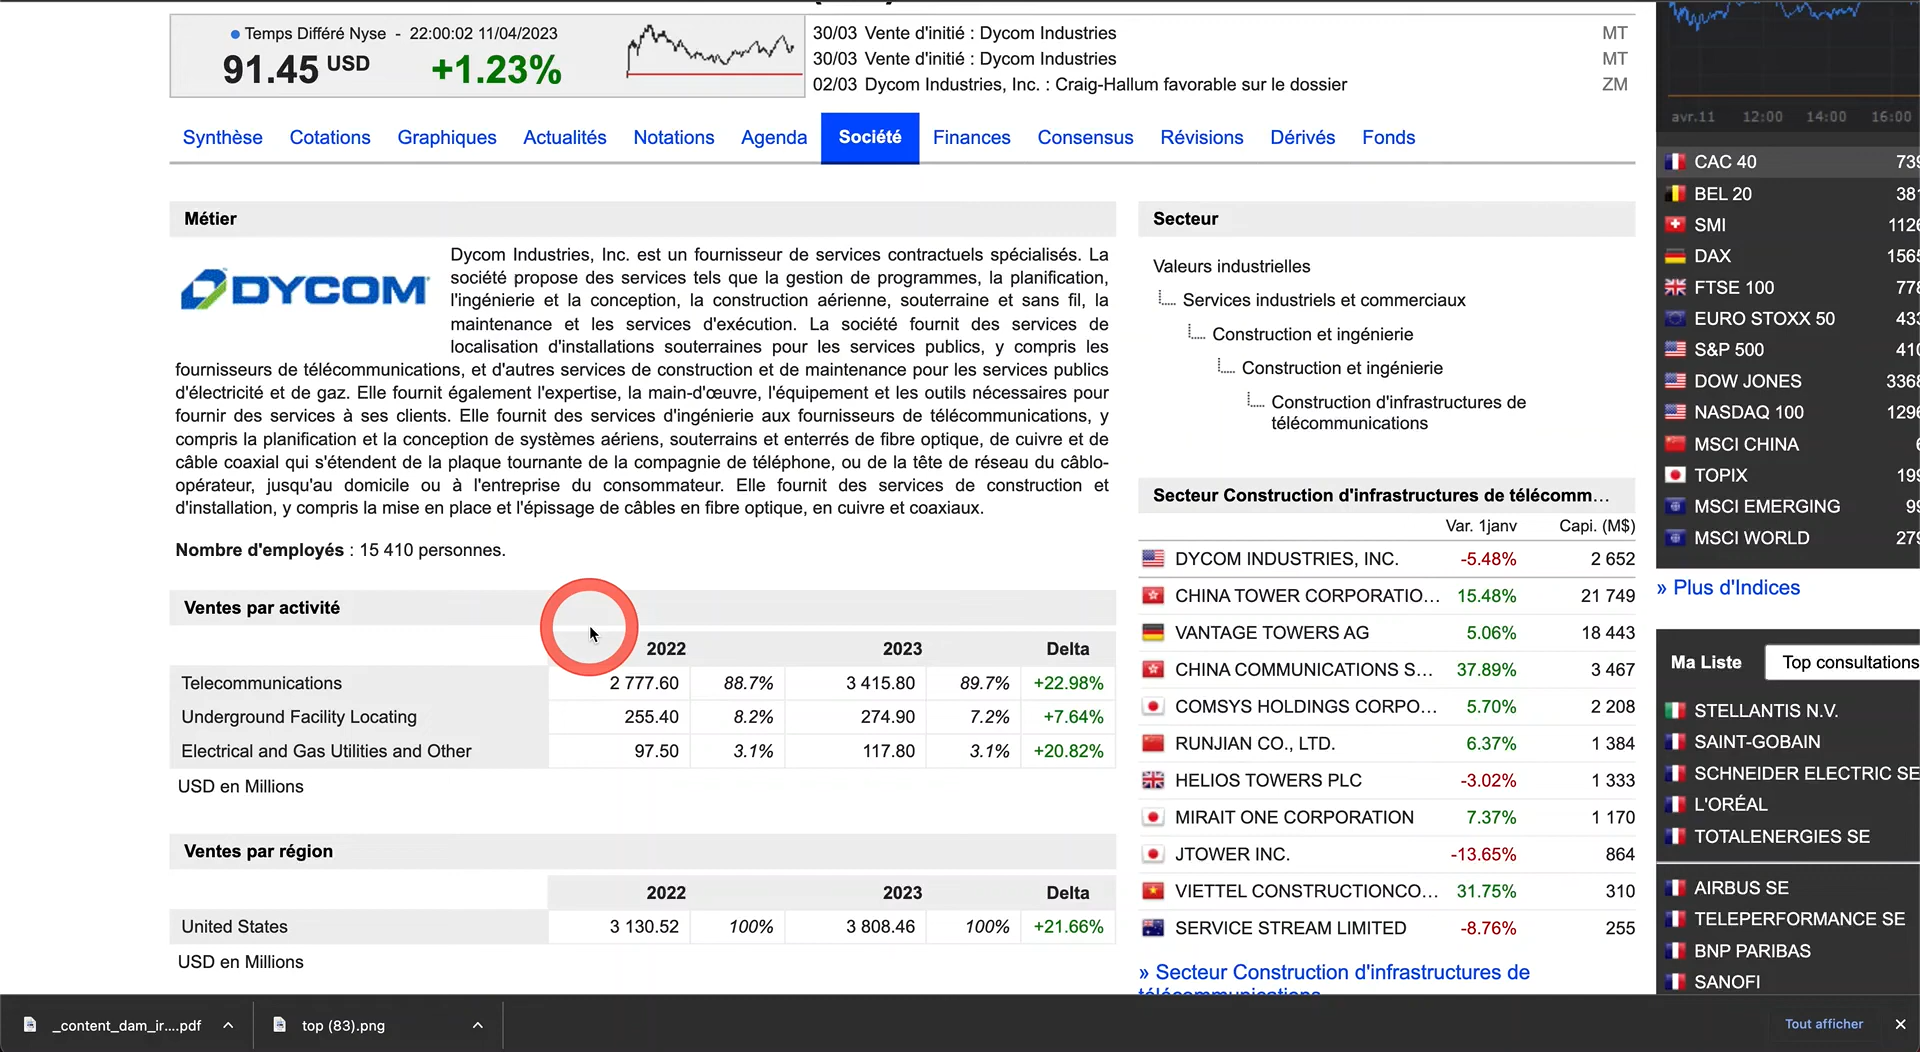 Temps Différé Nyse - 22:00:02 11/04/2023
91.45 USD +1.23%
30/03 Vente d'initié : Dycom Industries MT
30/03 Vente d'initié : Dycom Industries MT
02/03 Dycom Industries, Inc. : Craig-Hallum favorable sur le dossier ZM
Synthèse Cotations Graphiques Actualités Notations Agenda Société Finances Consensus Révisions Dérivés Fonds
Métier
DYCOM
Dycom Industries, Inc. est un fournisseur de services contractuels spécialisés. La
société propose des services tels que la gestion de programmes, la planification,
l'ingénierie et la conception, la construction aérienne, souterraine et sans fil, la
maintenance et les services d'exécution. La société fournit des services de
localisation d'installations souterraines pour les services publics, y compris les
fournisseurs de télécommunications, et d'autres services de construction et de maintenance pour les services publics
d'électricité et de gaz. Elle fournit également l'expertise, la main-d'œuvre, l'équipement et les outils nécessaires pour
fournir des services à ses clients. Elle fournit des services d'ingénierie aux fournisseurs de télécommunications, y
compris la planification et la conception de systèmes aériens, souterrains et enterrés de fibre optique, de cuivre et de
câble coaxial qui s'étendent de la plaque tournante de la compagnie de téléphone, ou de la tête de réseau du câblo-
opérateur, jusqu'au domicile ou à l'entreprise du consommateur. Elle fournit des services de construction et
d'installation, y compris la mise en place et l'épissage de câbles en fibre optique, en cuivre et coaxiaux.
Nombre d'employés : 15 410 personnes.
Ventes par activité
2022 2023 Delta
Telecommunications 2 777.60 88.7% 3 415.80 89.7% +22.98%
Underground Facility Locating 255.40 8.2% 274.90 7.2% +7.64%
Electrical and Gas Utilities and Other 97.50 3.1% 117.80 3.1% +20.82%
USD en Millions
Ventes par région
2022 2023 Delta
United States 3 130.52 100% 3 808.46 100% +21.66%
USD en Millions
Secteur
Valeurs industrielles
Services industriels et commerciaux
Construction et ingénierie
Construction et ingénierie
Construction d'infrastructures de
télécommunications
Secteur Construction d'infrastructures de télécomm...
Var. 1janv Capi. (M$)
DYCOM INDUSTRIES, INC. -5.48% 2 652
CHINA TOWER CORPORATIO... 15.48% 21 749
VANTAGE TOWERS AG 5.06% 18 443
CHINA COMMUNICATIONS S... 37.89% 3 467
COMSYS HOLDINGS CORPO... 5.70% 2 208
RUNJIAN CO., LTD. 6.37% 1 384
HELIOS TOWERS PLC -3.02% 1 333
MIRAIT ONE CORPORATION 7.37% 1 170
JTOWER INC. -13.65% 864
VIETTEL CONSTRUCTIONCO... 31.75% 310
SERVICE STREAM LIMITED -8.76% 255
» Secteur Construction d'infrastructures de
télécommunications
avr.11 12:00 14:00 16:00
CAC 40 739
BEL 20 381
SMI 1126
DAX 1565
FTSE 100 778
EURO STOXX 50 433
S&P 500 410
DOW JONES 3368
NASDAQ 100 1296
MSCI CHINA 6
TOPIX 199
MSCI EMERGING 99
MSCI WORLD 279
» Plus d'Indices
Ma Liste Top consultations
STELLANTIS N.V.
SAINT-GOBAIN
SCHNEIDER ELECTRIC SE
L'ORÉAL
TOTALENERGIES SE
AIRBUS SE
TELEPERFORMANCE SE
BNP PARIBAS
SANOFI
_content_dam_ir....pdf top (83).png Tout afficher